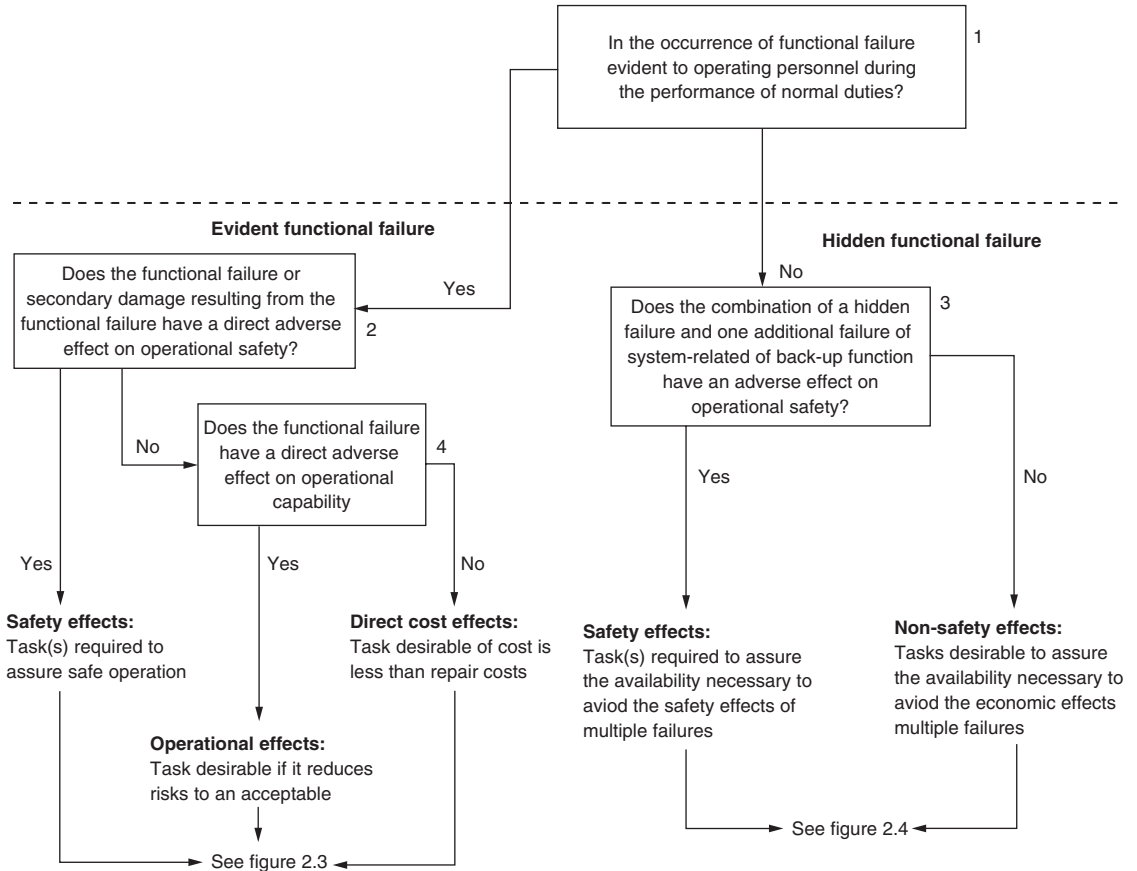 In the occurrence of functional failure
evident to operating personnel during
the performance of normal duties?
1
Evident functional failure
Hidden functional failure
Does the functional failure or
secondary damage resulting from the
functional failure have a direct adverse
effect on operational safety?
2
Yes
No
Does the combination of a hidden
failure and one additional failure of
system-related of back-up function
have an adverse effect on
operational safety?
3
No
Does the functional failure
have a direct adverse
effect on operational
capability
4
Yes
No
Yes
Yes
No
Safety effects:
Task(s) required to
assure safe operation
Direct cost effects:
Task desirable of cost is
less than repair costs
Operational effects:
Task desirable if it reduces
risks to an acceptable
See figure 2.3
Safety effects:
Task(s) required to assure
the availability necessary to
aviod the safety effects of
multiple failures
Non-safety effects:
Tasks desirable to assure
the availability necessary to
aviod the economic effects
multiple failures
See figure 2.4